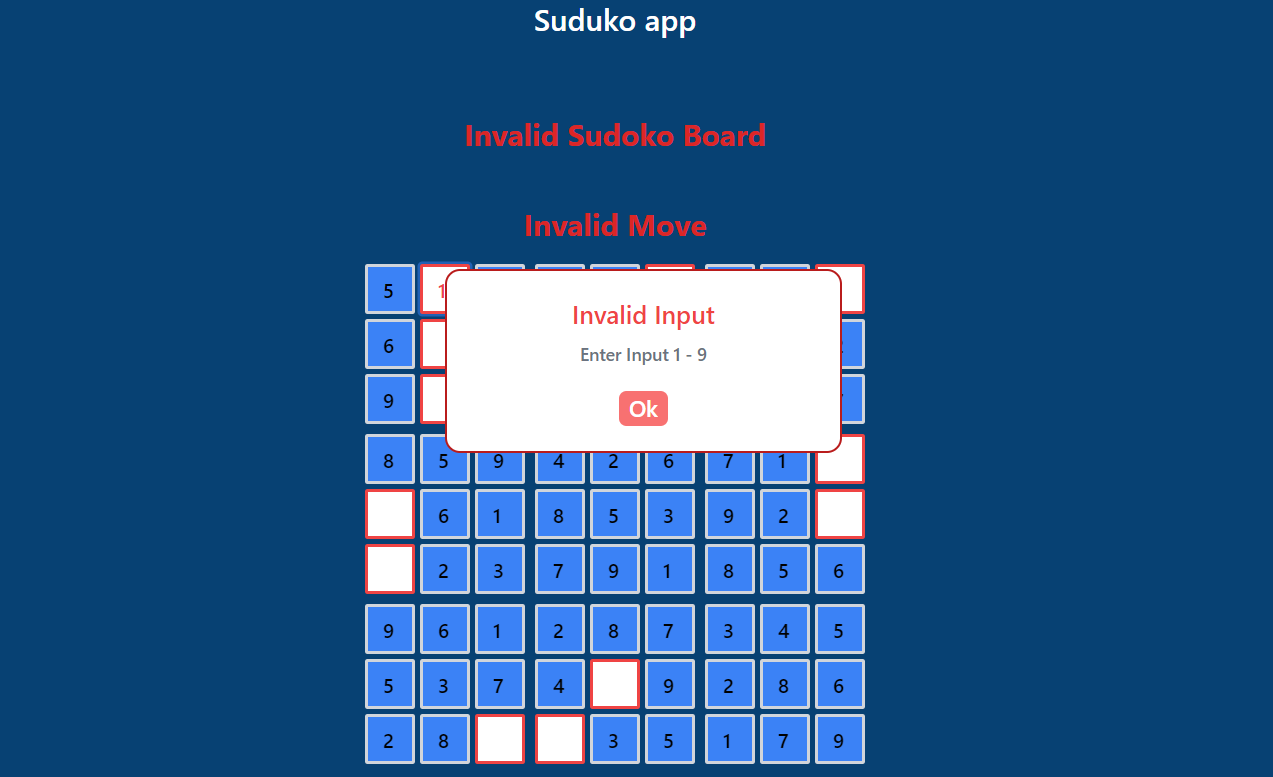 Suduko app
Invalid Sudoko Board
Invalid Move
5 1
Invalid Input
6
Enter Input 1 - 9
9
Ok
8 5 9 4 2 6 7 1
6 1 8 5 3 9 2
2 3 7 9 1 8 5 6
9 6 1 2 8 7 3 4 5
5 3 7 4 9 2 8 6
2 8 3 5 1 7 9